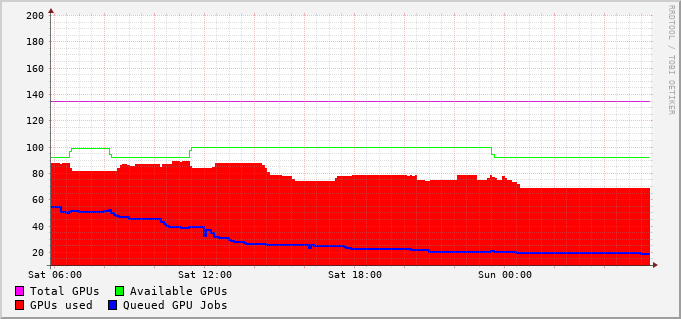 200
180
160
140
120
100
80
60
40
20
Sat 06:00 Sat 12:00 Sat 18:00 Sun 00:00
Total GPUs Available GPUs
GPUs used Queued GPU Jobs
RRDTOOL / TOBI OETIKER